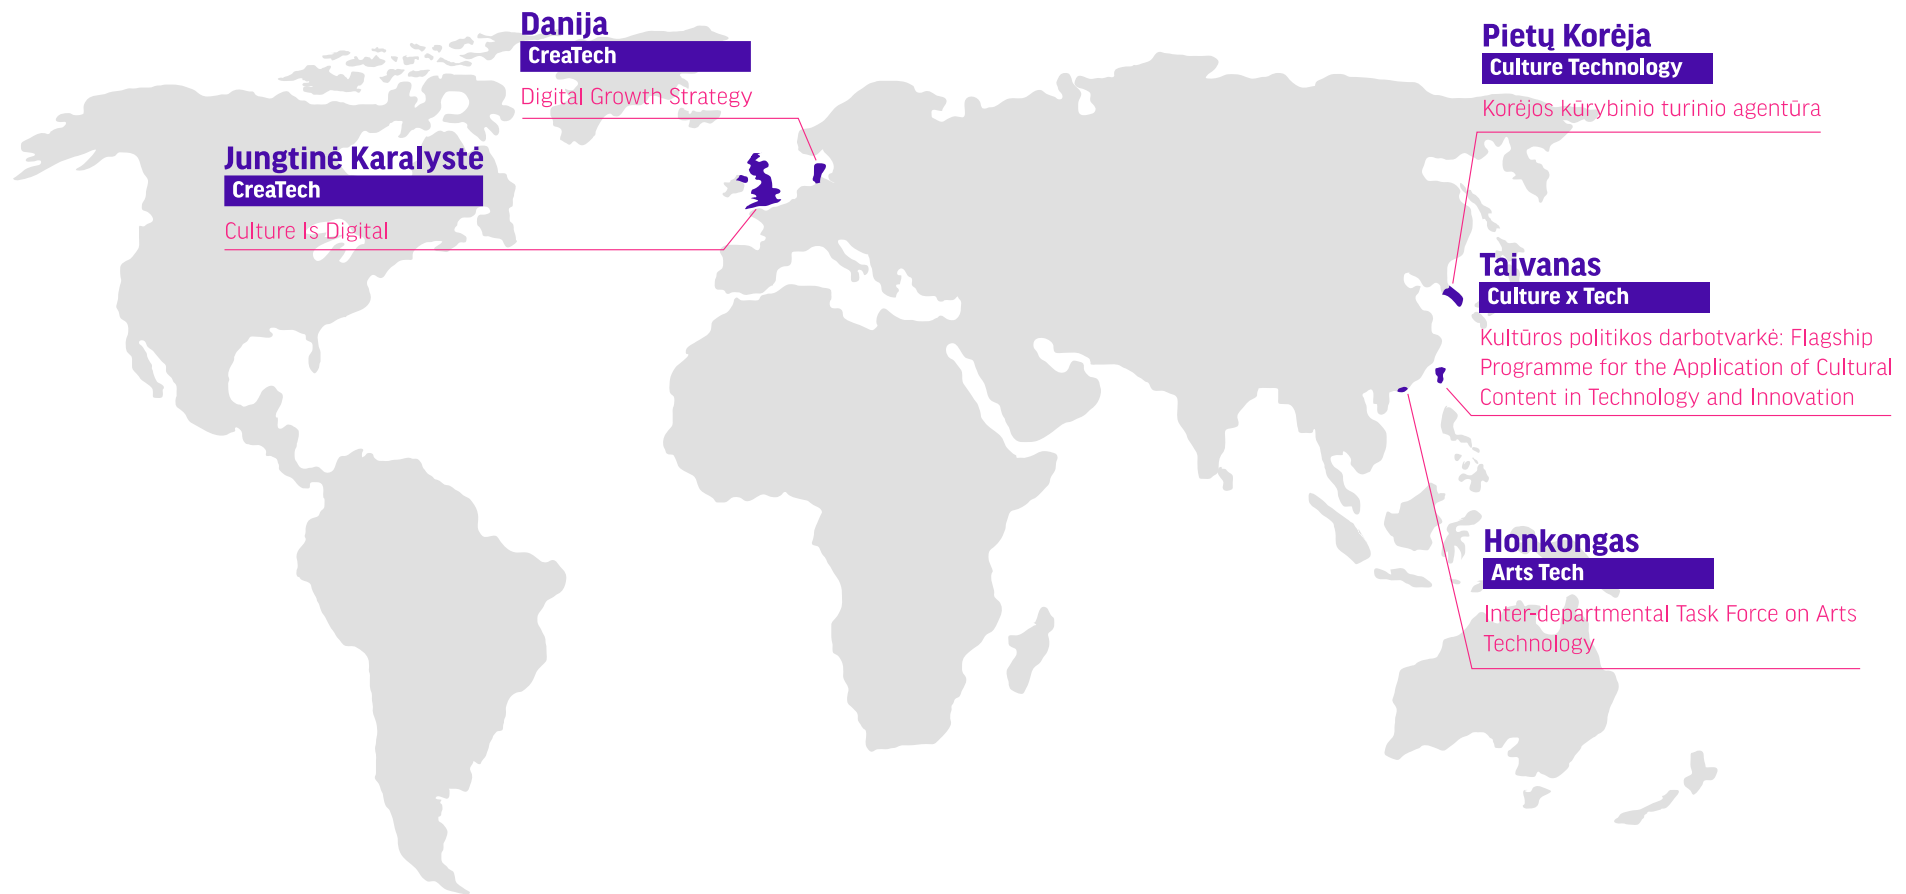 Danija
CreaTech
Digital Growth Strategy
Jungtinė Karalystė
CreaTech
Culture Is Digital
Pietų Korėja
Culture Technology
Korėjos kūrybinio turinio agentūra
Taivanas
Culture x Tech
Kultūros politikos darbotvarkė: Flagship
Programme for the Application of Cultural
Content in Technology and Innovation
Honkongas
Arts Tech
Inter-departmental Task Force on Arts
Technology